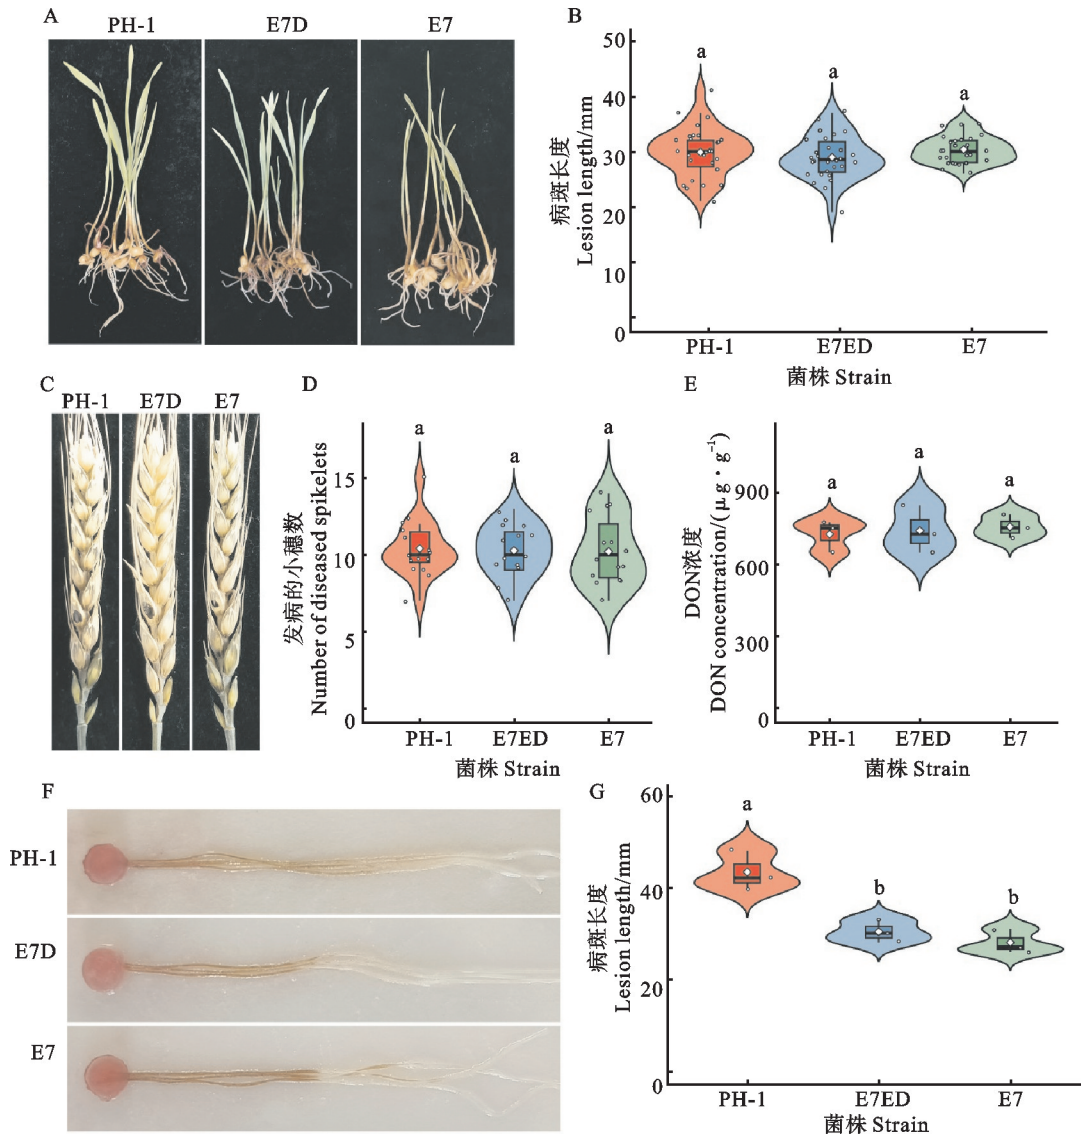 A
PH-1 E7D E7
B
病斑长度
Lesion length/mm
50
40
30
20
10
0
a a a
PH-1 E7ED E7
菌株 Strain
C
PH-1 E7D E7
D
发病的小穗数
Number of diseased spikelets
15
10
5
0
a a a
PH-1 E7ED E7
菌株 Strain
E
DON浓度
DON concentration/(μg·g⁻¹)
900
600
300
0
a a a
PH-1 E7ED E7
菌株 Strain
F
PH-1
E7D
E7
G
病斑长度
Lesion length/mm
60
40
20
0
a b b
PH-1 E7ED E7
菌株 Strain